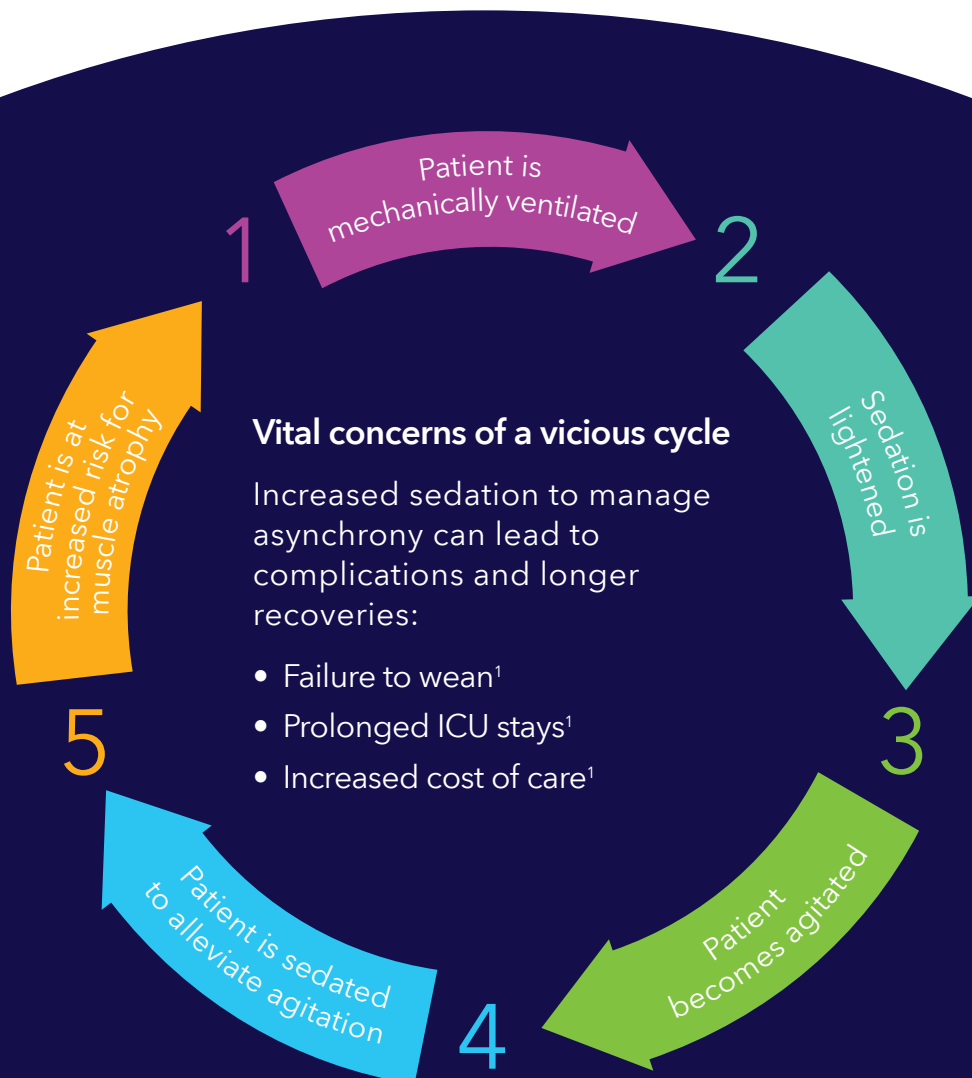 1
Patient is
mechanically ventilated
2
Sedation is
lightened
3
Patient
becomes agitated
4
Patient is sedated
to alleviate agitation
5
Patient is at
increased risk for
muscle atrophy
Vital concerns of a vicious cycle
Increased sedation to manage
asynchrony can lead to
complications and longer
recoveries:
• Failure to wean¹
• Prolonged ICU stays¹
• Increased cost of care¹